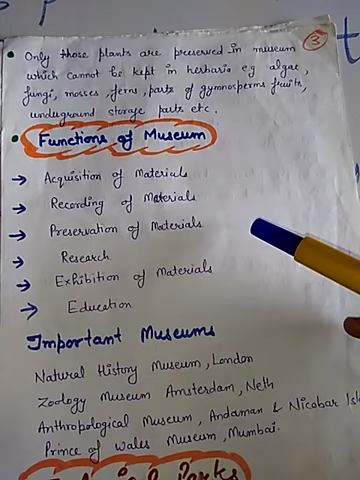 3
Only those plants are preserved in museum
which cannot be kept in herbaria e.g algae,
fungi, mosses, ferns, parts of gymnosperms fruits,
underground storage parts etc.
Functions of Museum
→ Acquisition of Materials
→ Recording of Materials
→ Preservation of Materials
→ Research
→ Exhibition of Materials
→ Education
Important Museums
Natural History Museum, London
Zoology Museum Amsterdam, Neth
Anthropological Museum, Andaman & Nicobar Isl
Prince of Wales Museum, Mumbai.